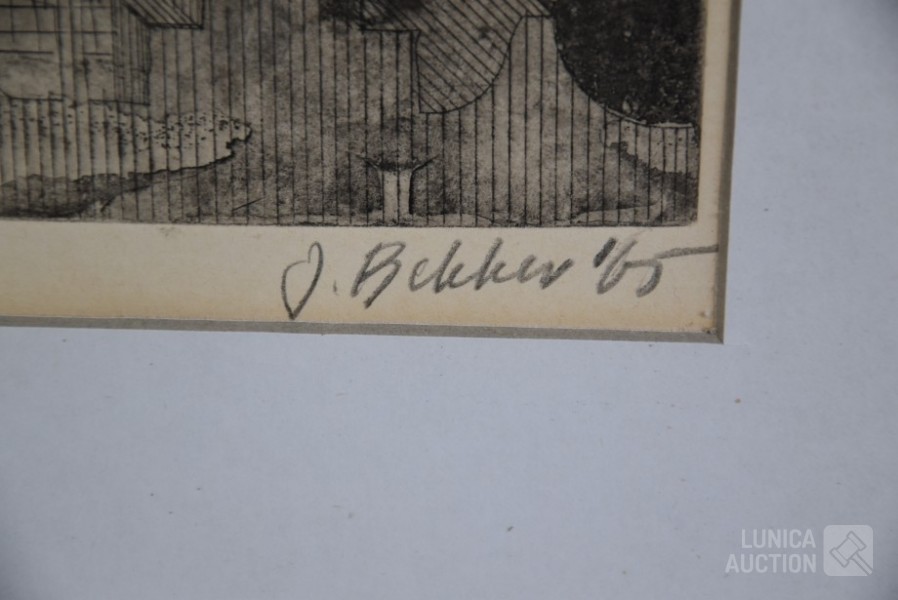 J. Bekker '65
LUNICA
AUCTION